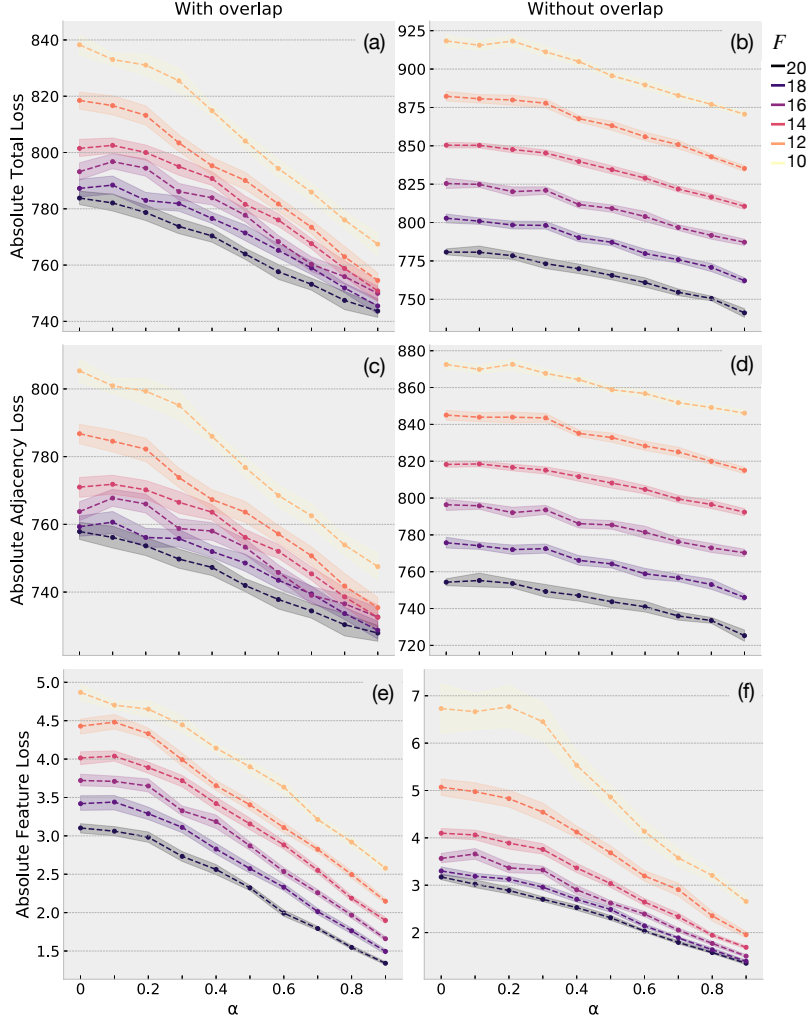 With overlap
Without overlap
(a)
840
820
800
780
760
740
Absolute Total Loss
(b)
925
900
875
850
825
800
775
750
F
20
18
16
14
12
10
(c)
800
780
760
740
Absolute Adjacency Loss
(d)
880
860
840
820
800
780
760
740
720
(e)
5.0
4.5
4.0
3.5
3.0
2.5
2.0
1.5
Absolute Feature Loss
0 0.2 0.4 0.6 0.8
α
(f)
7
6
5
4
3
2
0 0.2 0.4 0.6 0.8
α